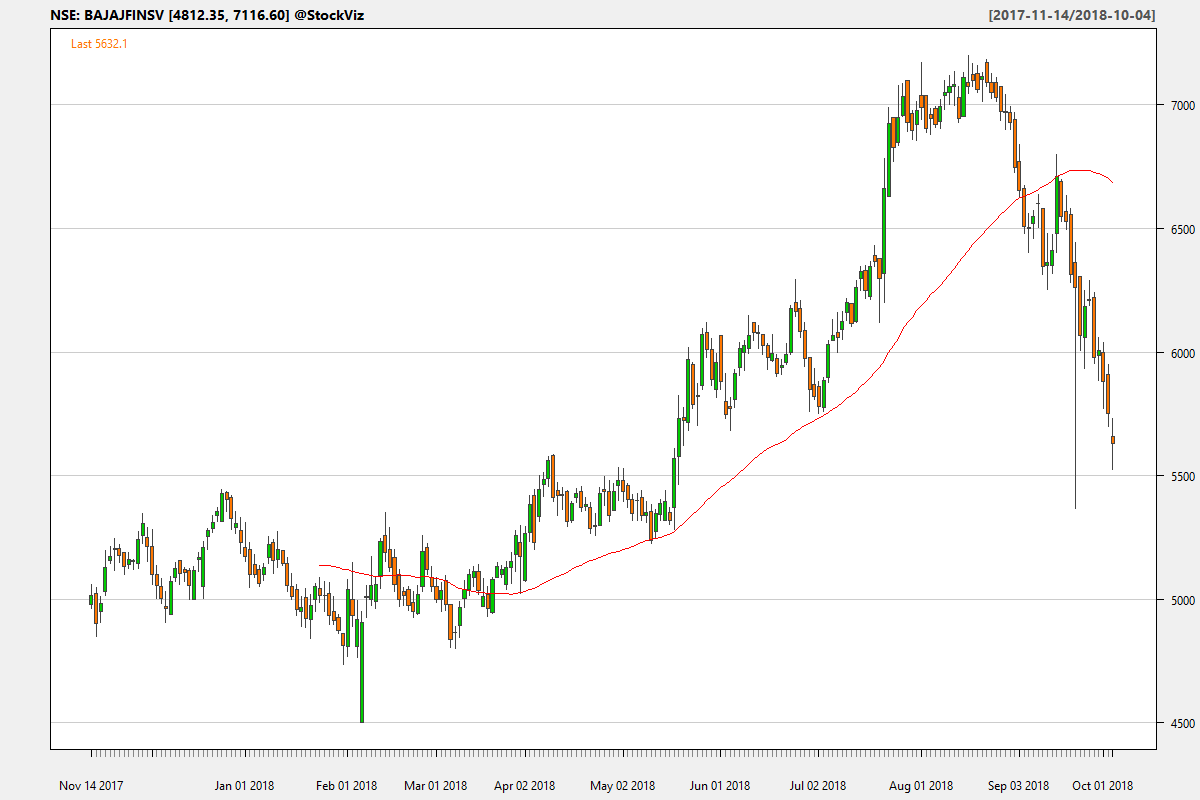 NSE: BAJAJFINSV [4812.35, 7116.60] @StockViz [2017-11-14/2018-10-04]
Last 5632.1
7000
6500
6000
5500
5000
4500
Nov 14 2017 Jan 01 2018 Feb 01 2018 Mar 01 2018 Apr 02 2018 May 02 2018 Jun 01 2018 Jul 02 2018 Aug 01 2018 Sep 03 2018 Oct 01 2018